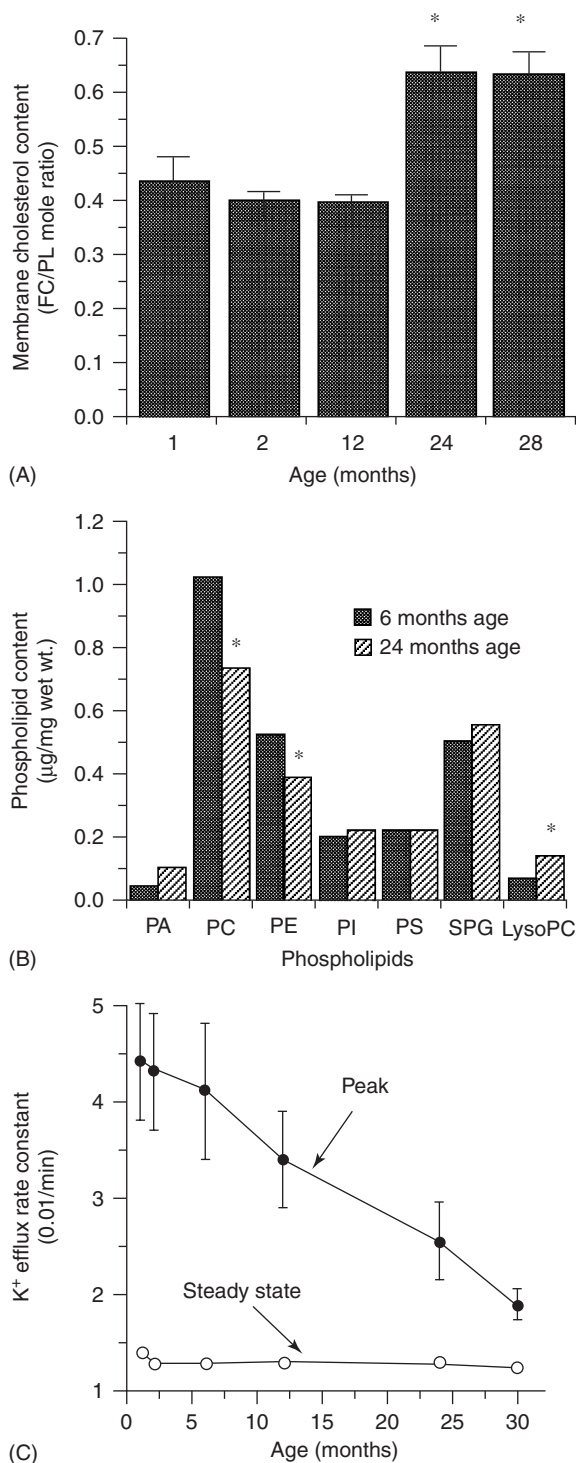 *
*
0.7
0.6
0.5
0.4
0.3
0.2
0.1
0.0
Membrane cholesterol content
(FC/PL mole ratio)
1 2 12 24 28
(A)
Age (months)
1.2
1.0
0.8
0.6
0.4
0.2
0.0
Phospholipid content
(µg/mg wet wt.)
6 months age
24 months age
*
*
*
PA PC PE PI PS SPG LysoPC
(B)
Phospholipids
5
4
3
2
1
K⁺ efflux rate constant
(0.01/min)
Peak
Steady state
0 5 10 15 20 25 30
(C)
Age (months)